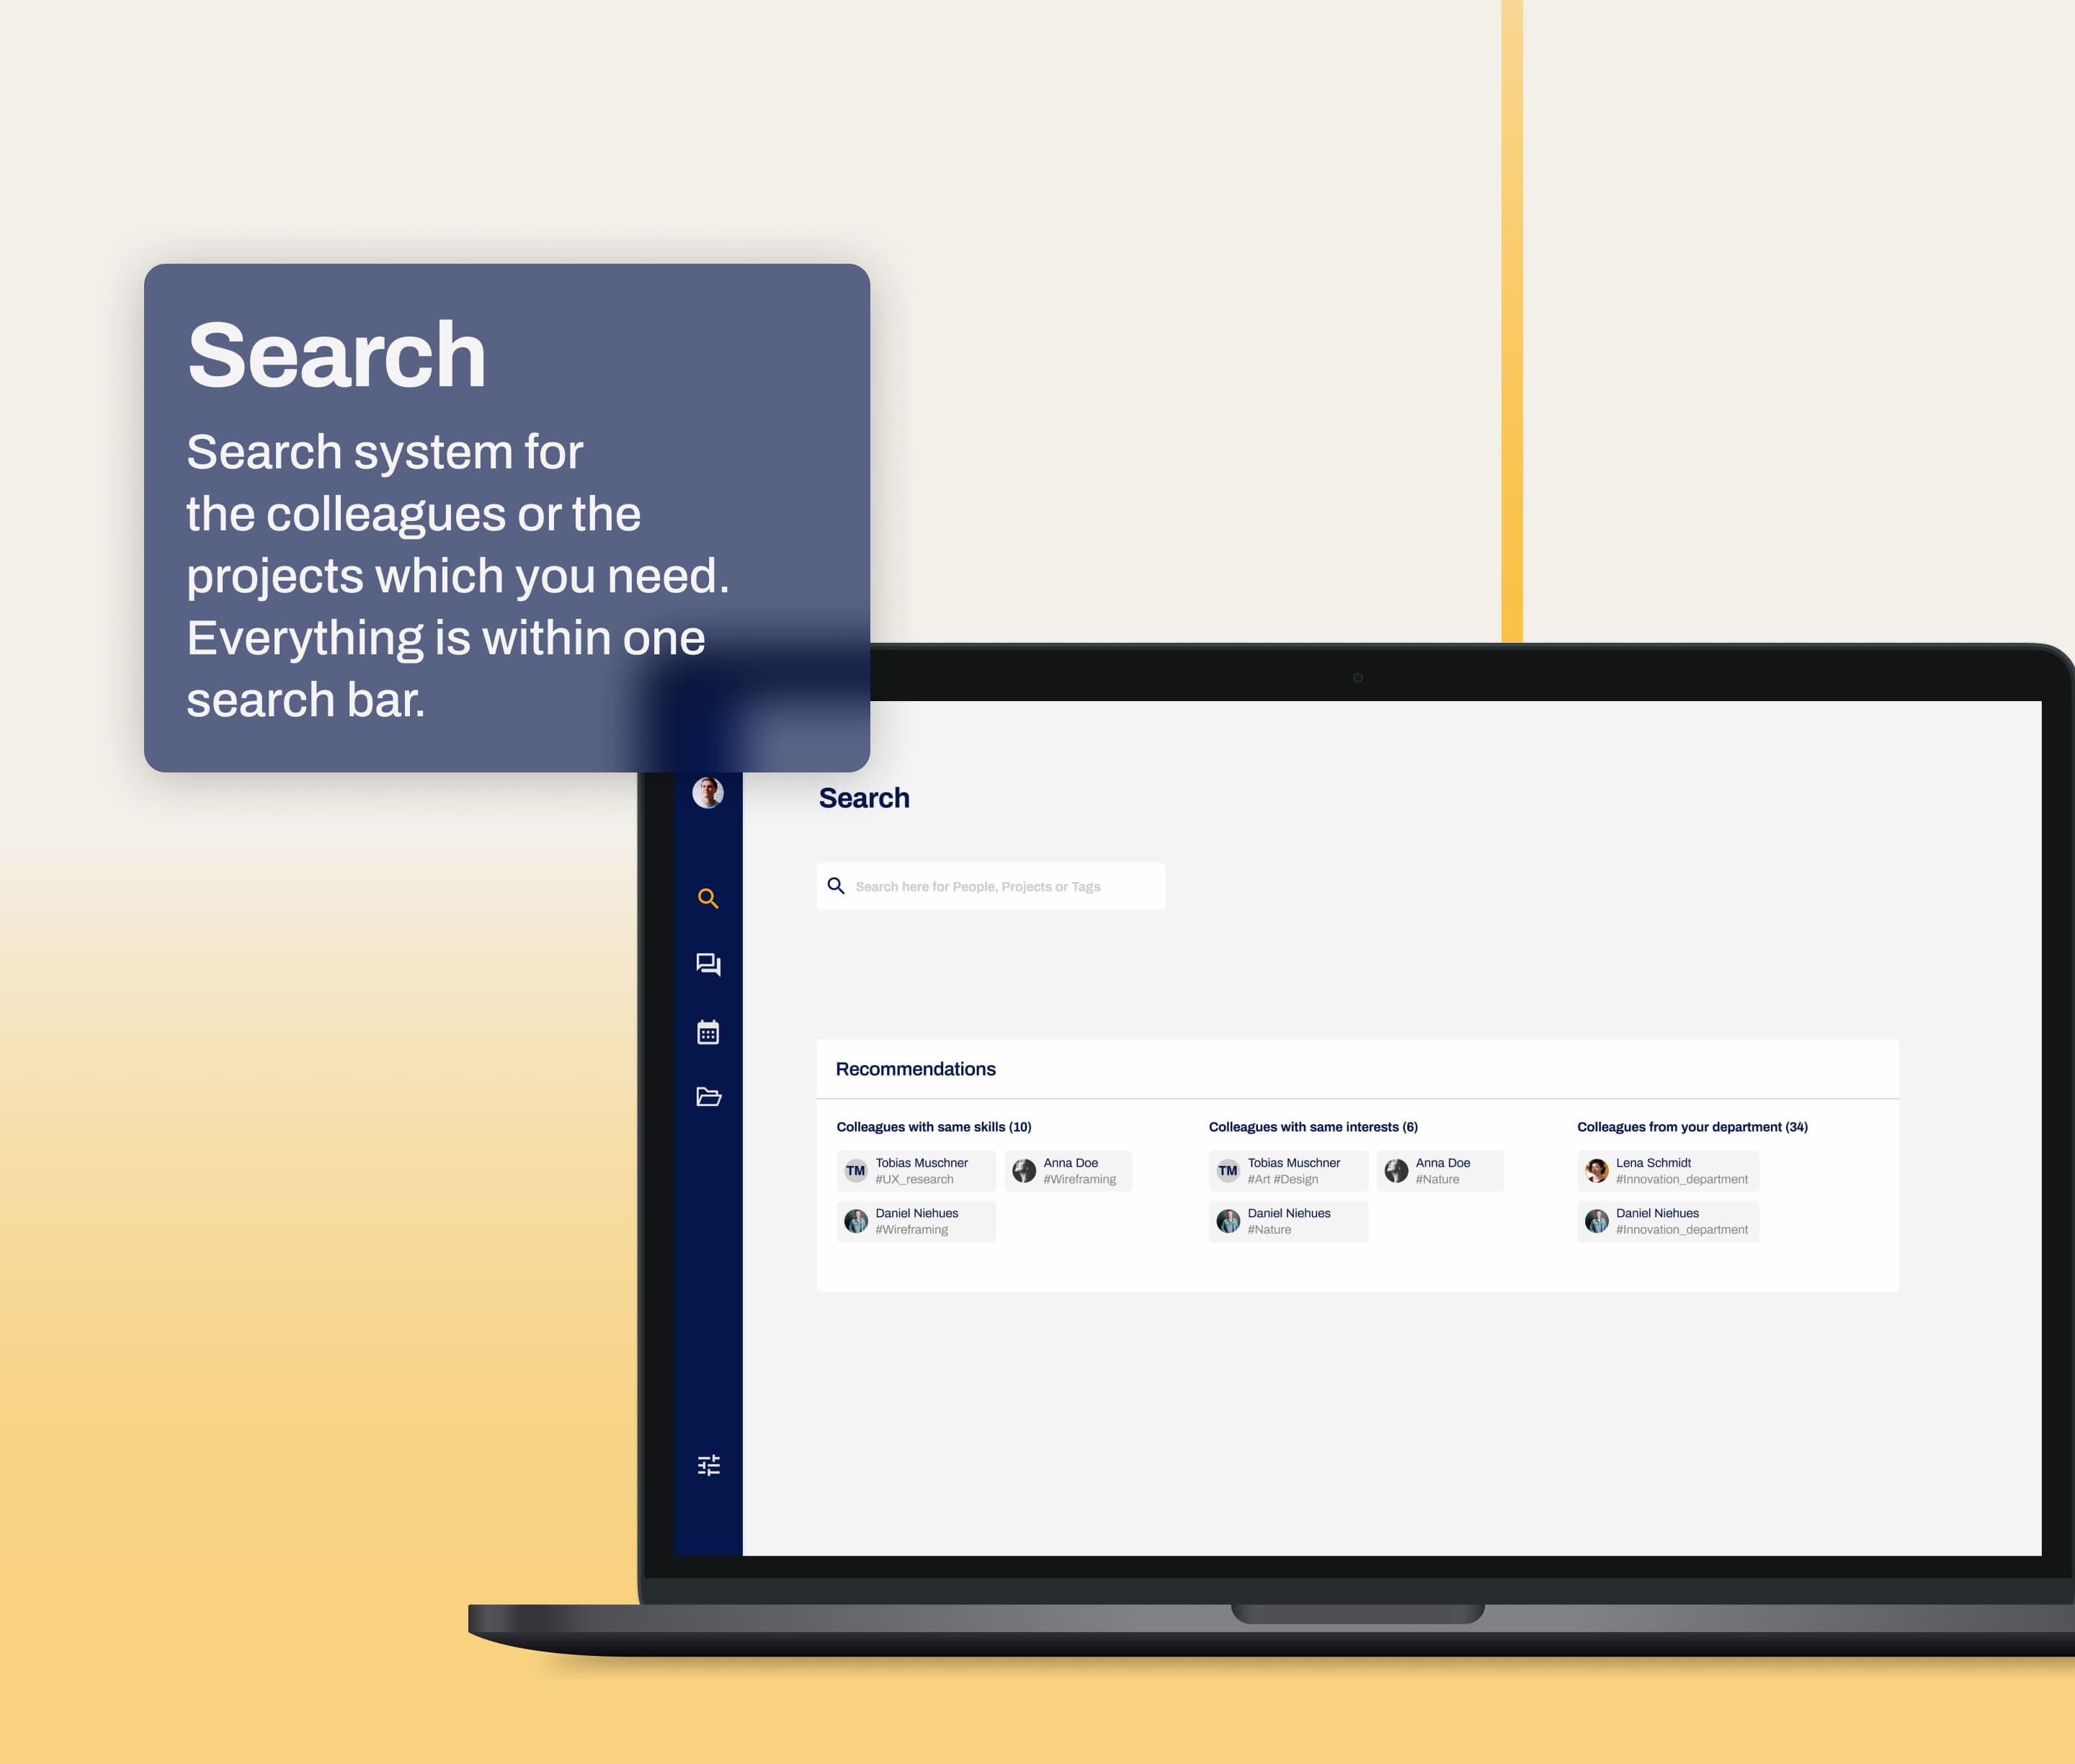 Search
Search system for
the colleagues or the
projects which you need.
Everything is within one
search bar.
Search
Search here for People, Projects or Tags
Recommendations
Colleagues with same skills (10)
TM Tobias Muschner
#UX_research
Anna Doe
#Wireframing
Daniel Niehues
#Wireframing
Colleagues with same interests (6)
TM Tobias Muschner
#Art #Design
Anna Doe
#Nature
Daniel Niehues
#Nature
Colleagues from your department (34)
Lena Schmidt
#Innovation_department
Daniel Niehues
#Innovation_department